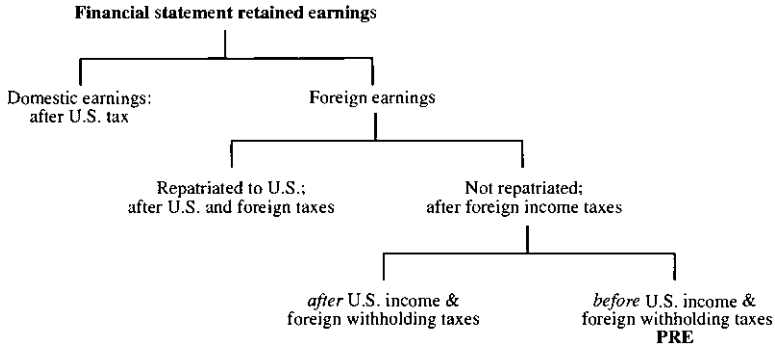 Financial statement retained earnings
Domestic earnings:
after U.S. tax
Foreign earnings
Repatriated to U.S.;
after U.S. and foreign taxes
Not repatriated;
after foreign income taxes
after U.S. income &
foreign withholding taxes
before U.S. income &
foreign withholding taxes
PRE